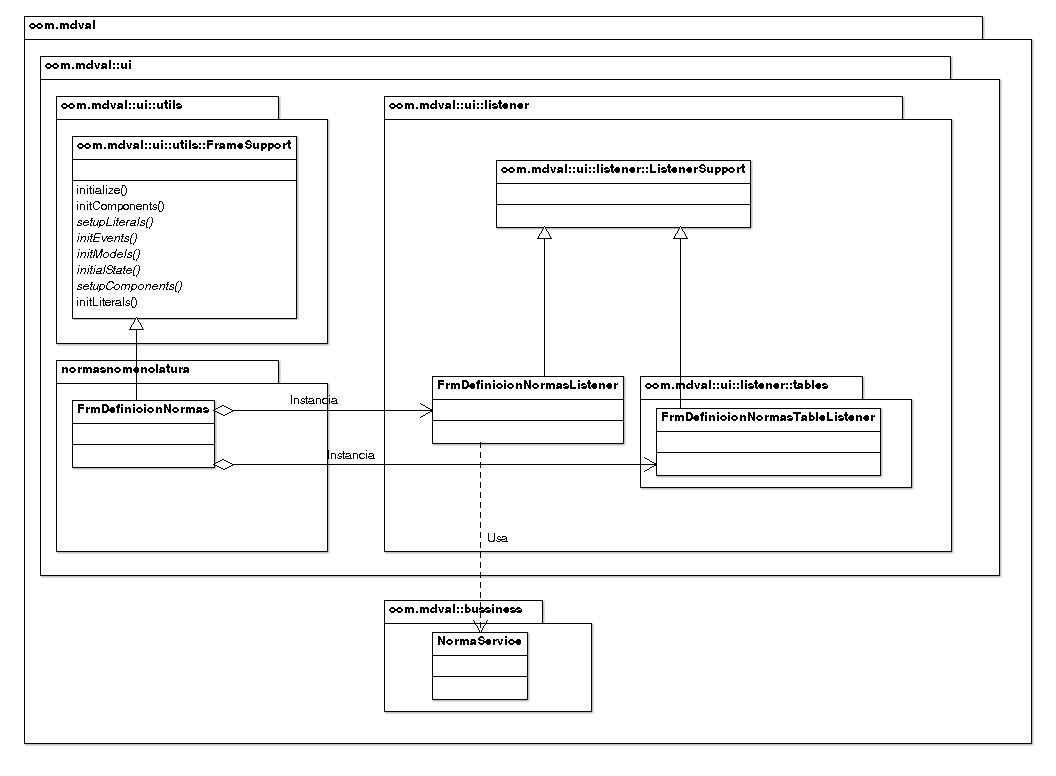 com.mdval
com.mdval::ui
com.mdval::ui::utils
com.mdval::ui::listener
com.mdval::ui::utils::FrameSupport
initialize()
initComponents()
setupLiterals()
initEvents()
initModels()
initialState()
setupComponents()
initLiterals()
com.mdval::ui::listener::ListenerSupport
normasnomenclatura
FrmDefinicionNormas
Instancia
Instancia
FrmDefinicionNormasListener
com.mdval::ui::listener::tables
FrmDefinicionNormasTableListener
Usa
com.mdval::bussiness
NormaService